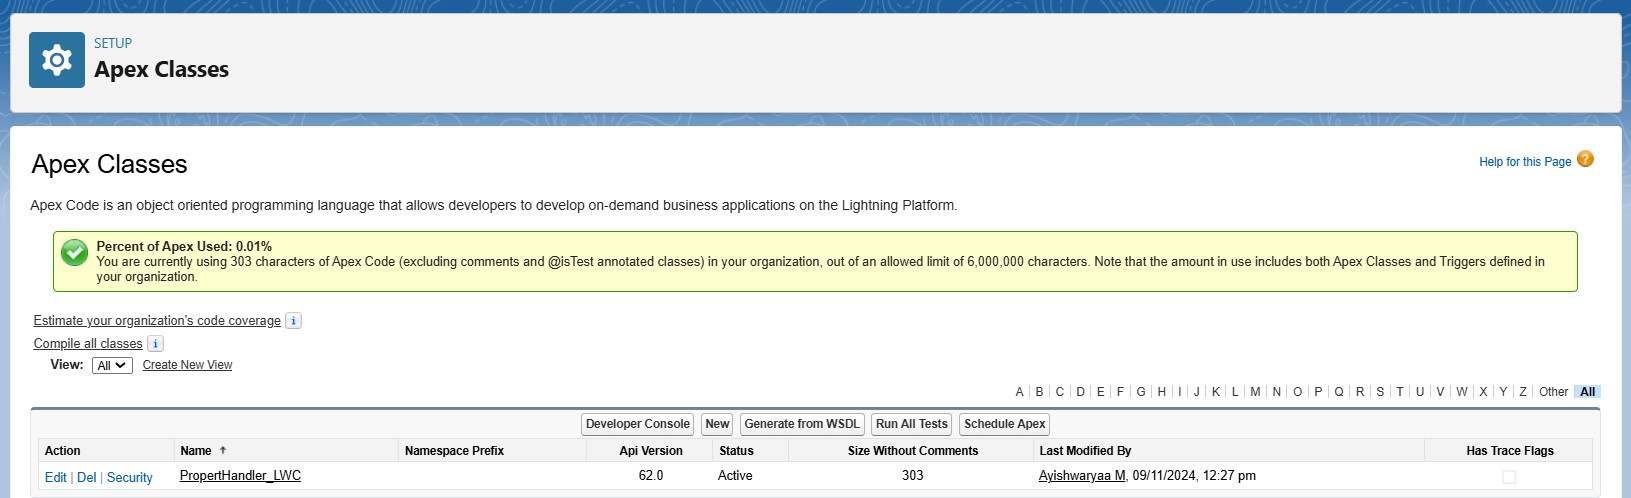 SETUP
Apex Classes
Apex Classes
Help for this Page ?
Apex Code is an object oriented programming language that allows developers to develop on-demand business applications on the Lightning Platform.
Percent of Apex Used: 0.01%
You are currently using 303 characters of Apex Code (excluding comments and @isTest annotated classes) in your organization, out of an allowed limit of 6,000,000 characters. Note that the amount in use includes both Apex Classes and Triggers defined in
your organization.
Estimate your organization's code coverage i
Compile all classes i
View: All Create New View
A | B | C | D | E | F | G | H | I | J | K | L | M | N | O | P | Q | R | S | T | U | V | W | X | Y | Z | Other | All
Developer Console New Generate from WSDL Run All Tests Schedule Apex
Action Name ↑ Namespace Prefix Api Version Status Size Without Comments Last Modified By Has Trace Flags
Edit | Del | Security PropertHandler_LWC 62.0 Active 303 Ayishwaryaa M, 09/11/2024, 12:27 pm